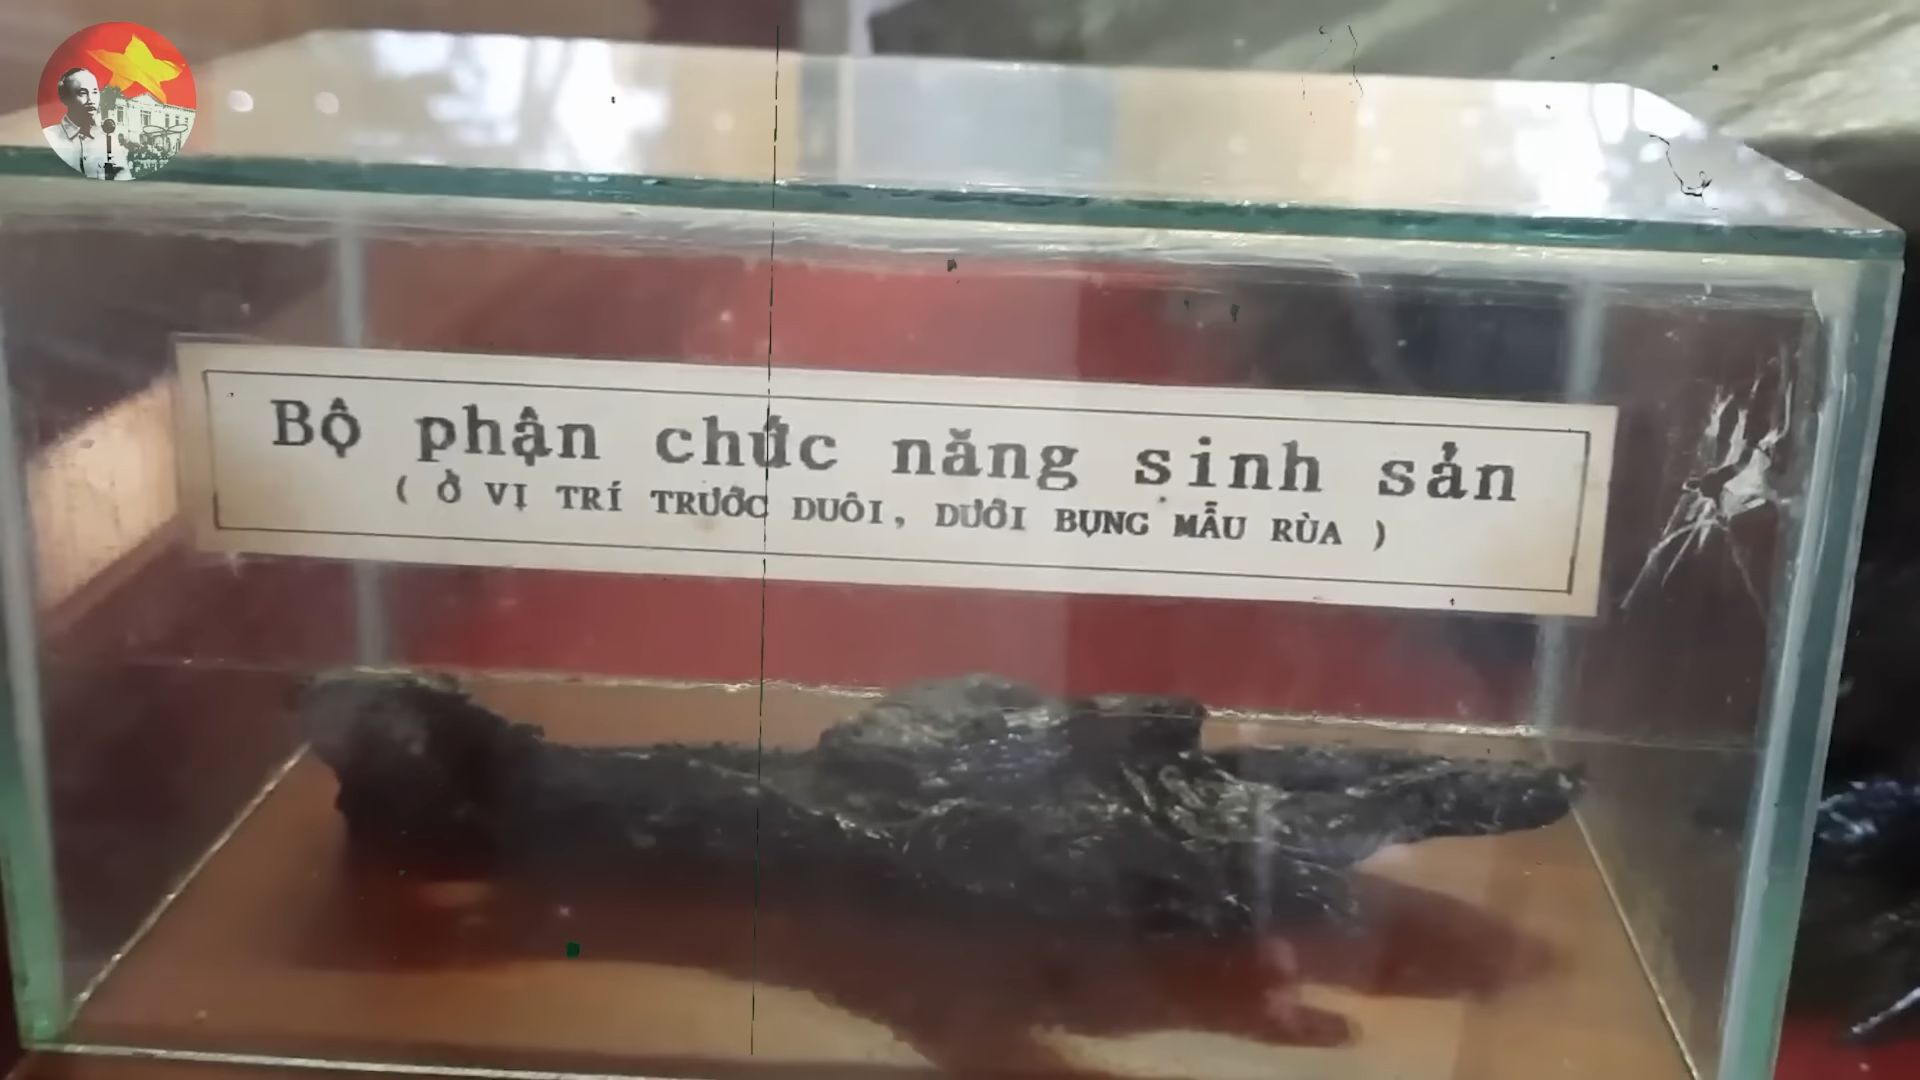 Bộ phận chức năng sinh sản
( Ở VỊ TRÍ TRƯỚC DUÔI, DƯỚI BỤNG MẪU RÙA )